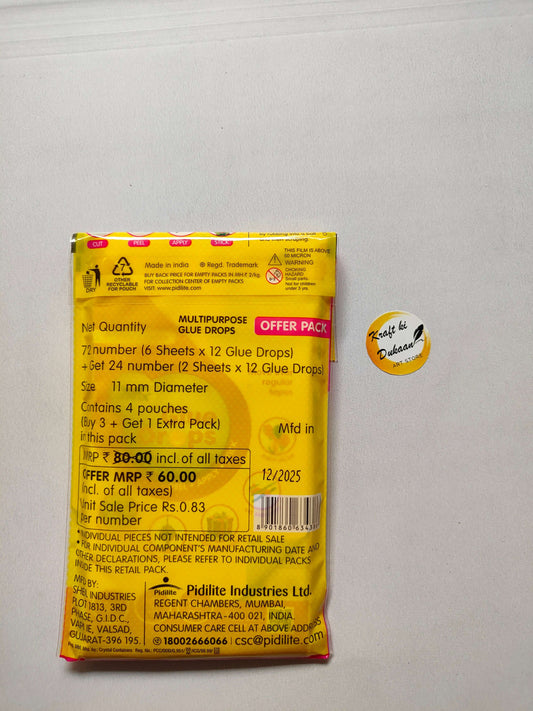 CUT PEEL APPLY STICK
and then scraping.
7
DRY
OTHER
RECYCLABLE
FOR POUCH
Made in india ® Regd. Trademark
BUY BACK PRICE FOR EMPTY PACKS IN MH-₹ 2/kg.
FOR COLLECTION CENTER OF EMPTY PACKS
VISIT: www.pidilite.com
THIS FILM IS ABOVE
50 MICRON
WARNING
CHOKING
HAZARD
Small parts.
Not for children
under 3 yrs.
Net Quantity
MULTIPURPOSE
GLUE DROPS
OFFER PACK
72 number (6 Sheets x 12 Glue Drops)
+Get 24 number (2 Sheets x 12 Glue Drops)
Size 11 mm Diameter
regular
Contains 4 pouches
(Buy 3 + Get 1 Extra Pack)
in this pack
Mfd in
MRP ₹ 80.00 incl. of all taxes
OFFER MRP ₹ 60.00
(incl. of all taxes)
Unit Sale Price Rs.0.83
per number
12/2025
• INDIVIDUAL PIECES NOT INTENDED FOR RETAIL SALE
• FOR INDIVIDUAL COMPONENT'S MANUFACTURING DATE AND
OTHER DECLARATIONS, PLEASE REFER TO INDIVIDUAL PACKS
INSIDE THIS RETAIL PACK.
MFD BY:
SHEL INDUSTRIES
PLOT 1813, 3RD
PHASE, G.I.D.C.,
VAPI E, VALSAD,
GUJARAT-396 195.
Pidilite
Pidilite Industries Ltd.
REGENT CHAMBERS, MUMBAI,
MAHARASHTRA-400 021, INDIA.
CONSUMER CARE CELL AT ABOVE ADDRESS
18002666066 | csc@pidilite.com
Kraft ki
Dukaan
ART STORE